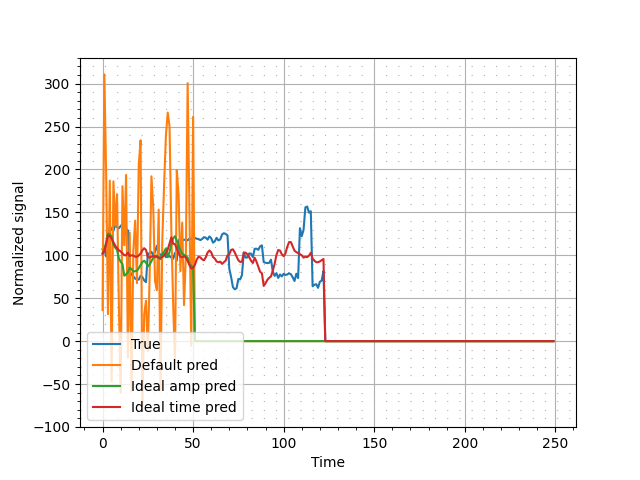 300
250
200
150
100
50
0
−50
−100
Normalized signal
True
Default pred
Ideal amp pred
Ideal time pred
0 50 100 150 200 250
Time